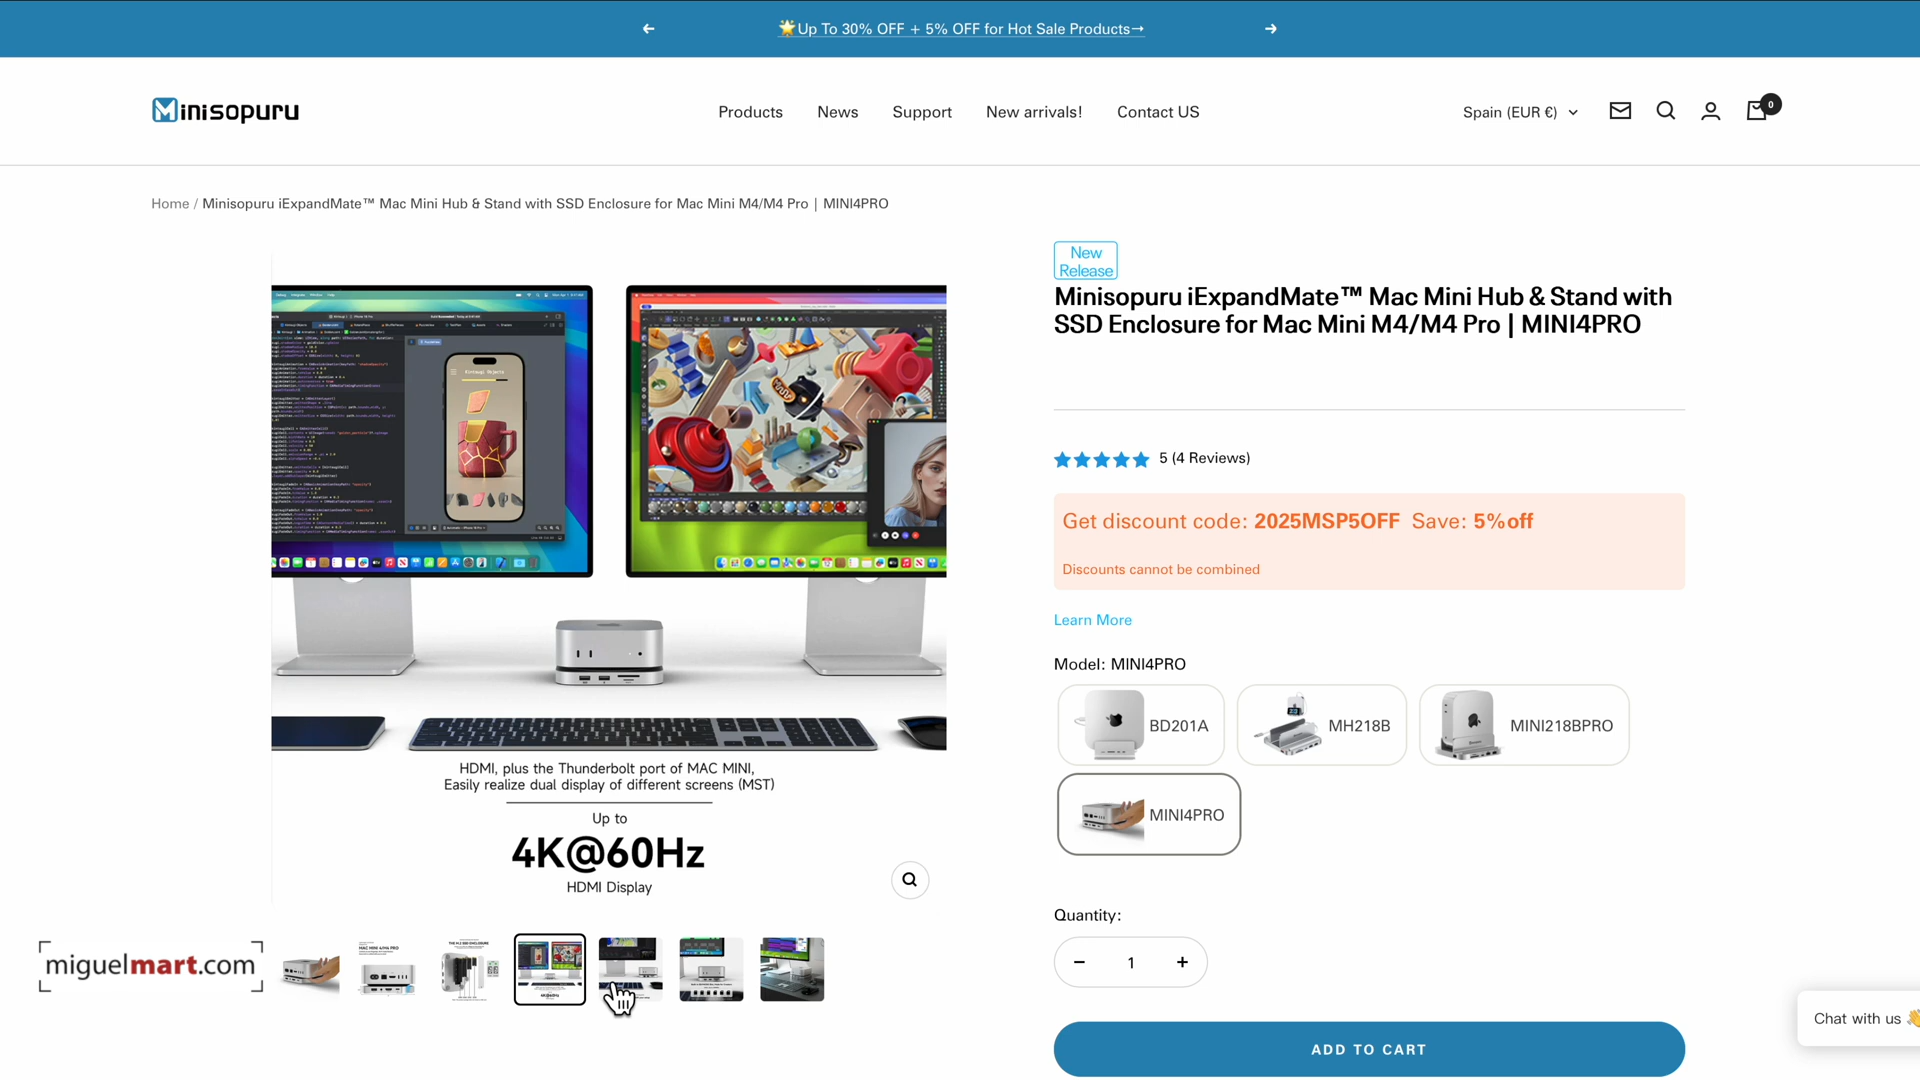 🌟Up To 30% OFF + 5% OFF for Hot Sale Products→
Minisopuru
Products
News
Support
New arrivals!
Contact US
Spain (EUR €)
0
Home / Minisopuru iExpandMate™ Mac Mini Hub & Stand with SSD Enclosure for Mac Mini M4/M4 Pro | MINI4PRO
HDMI, plus the Thunderbolt port of MAC MINI,
Easily realize dual display of different screens (MST)
Up to
4K@60Hz
HDMI Display
miguelmart.com
New
Release
Minisopuru iExpandMate™ Mac Mini Hub & Stand with
SSD Enclosure for Mac Mini M4/M4 Pro | MINI4PRO
5 (4 Reviews)
Get discount code: 2025MSP5OFF Save: 5%off
Discounts cannot be combined
Learn More
Model: MINI4PRO
BD201A
MH218B
MINI218BPRO
MINI4PRO
Quantity:
− 1 +
ADD TO CART
Chat with us 👋